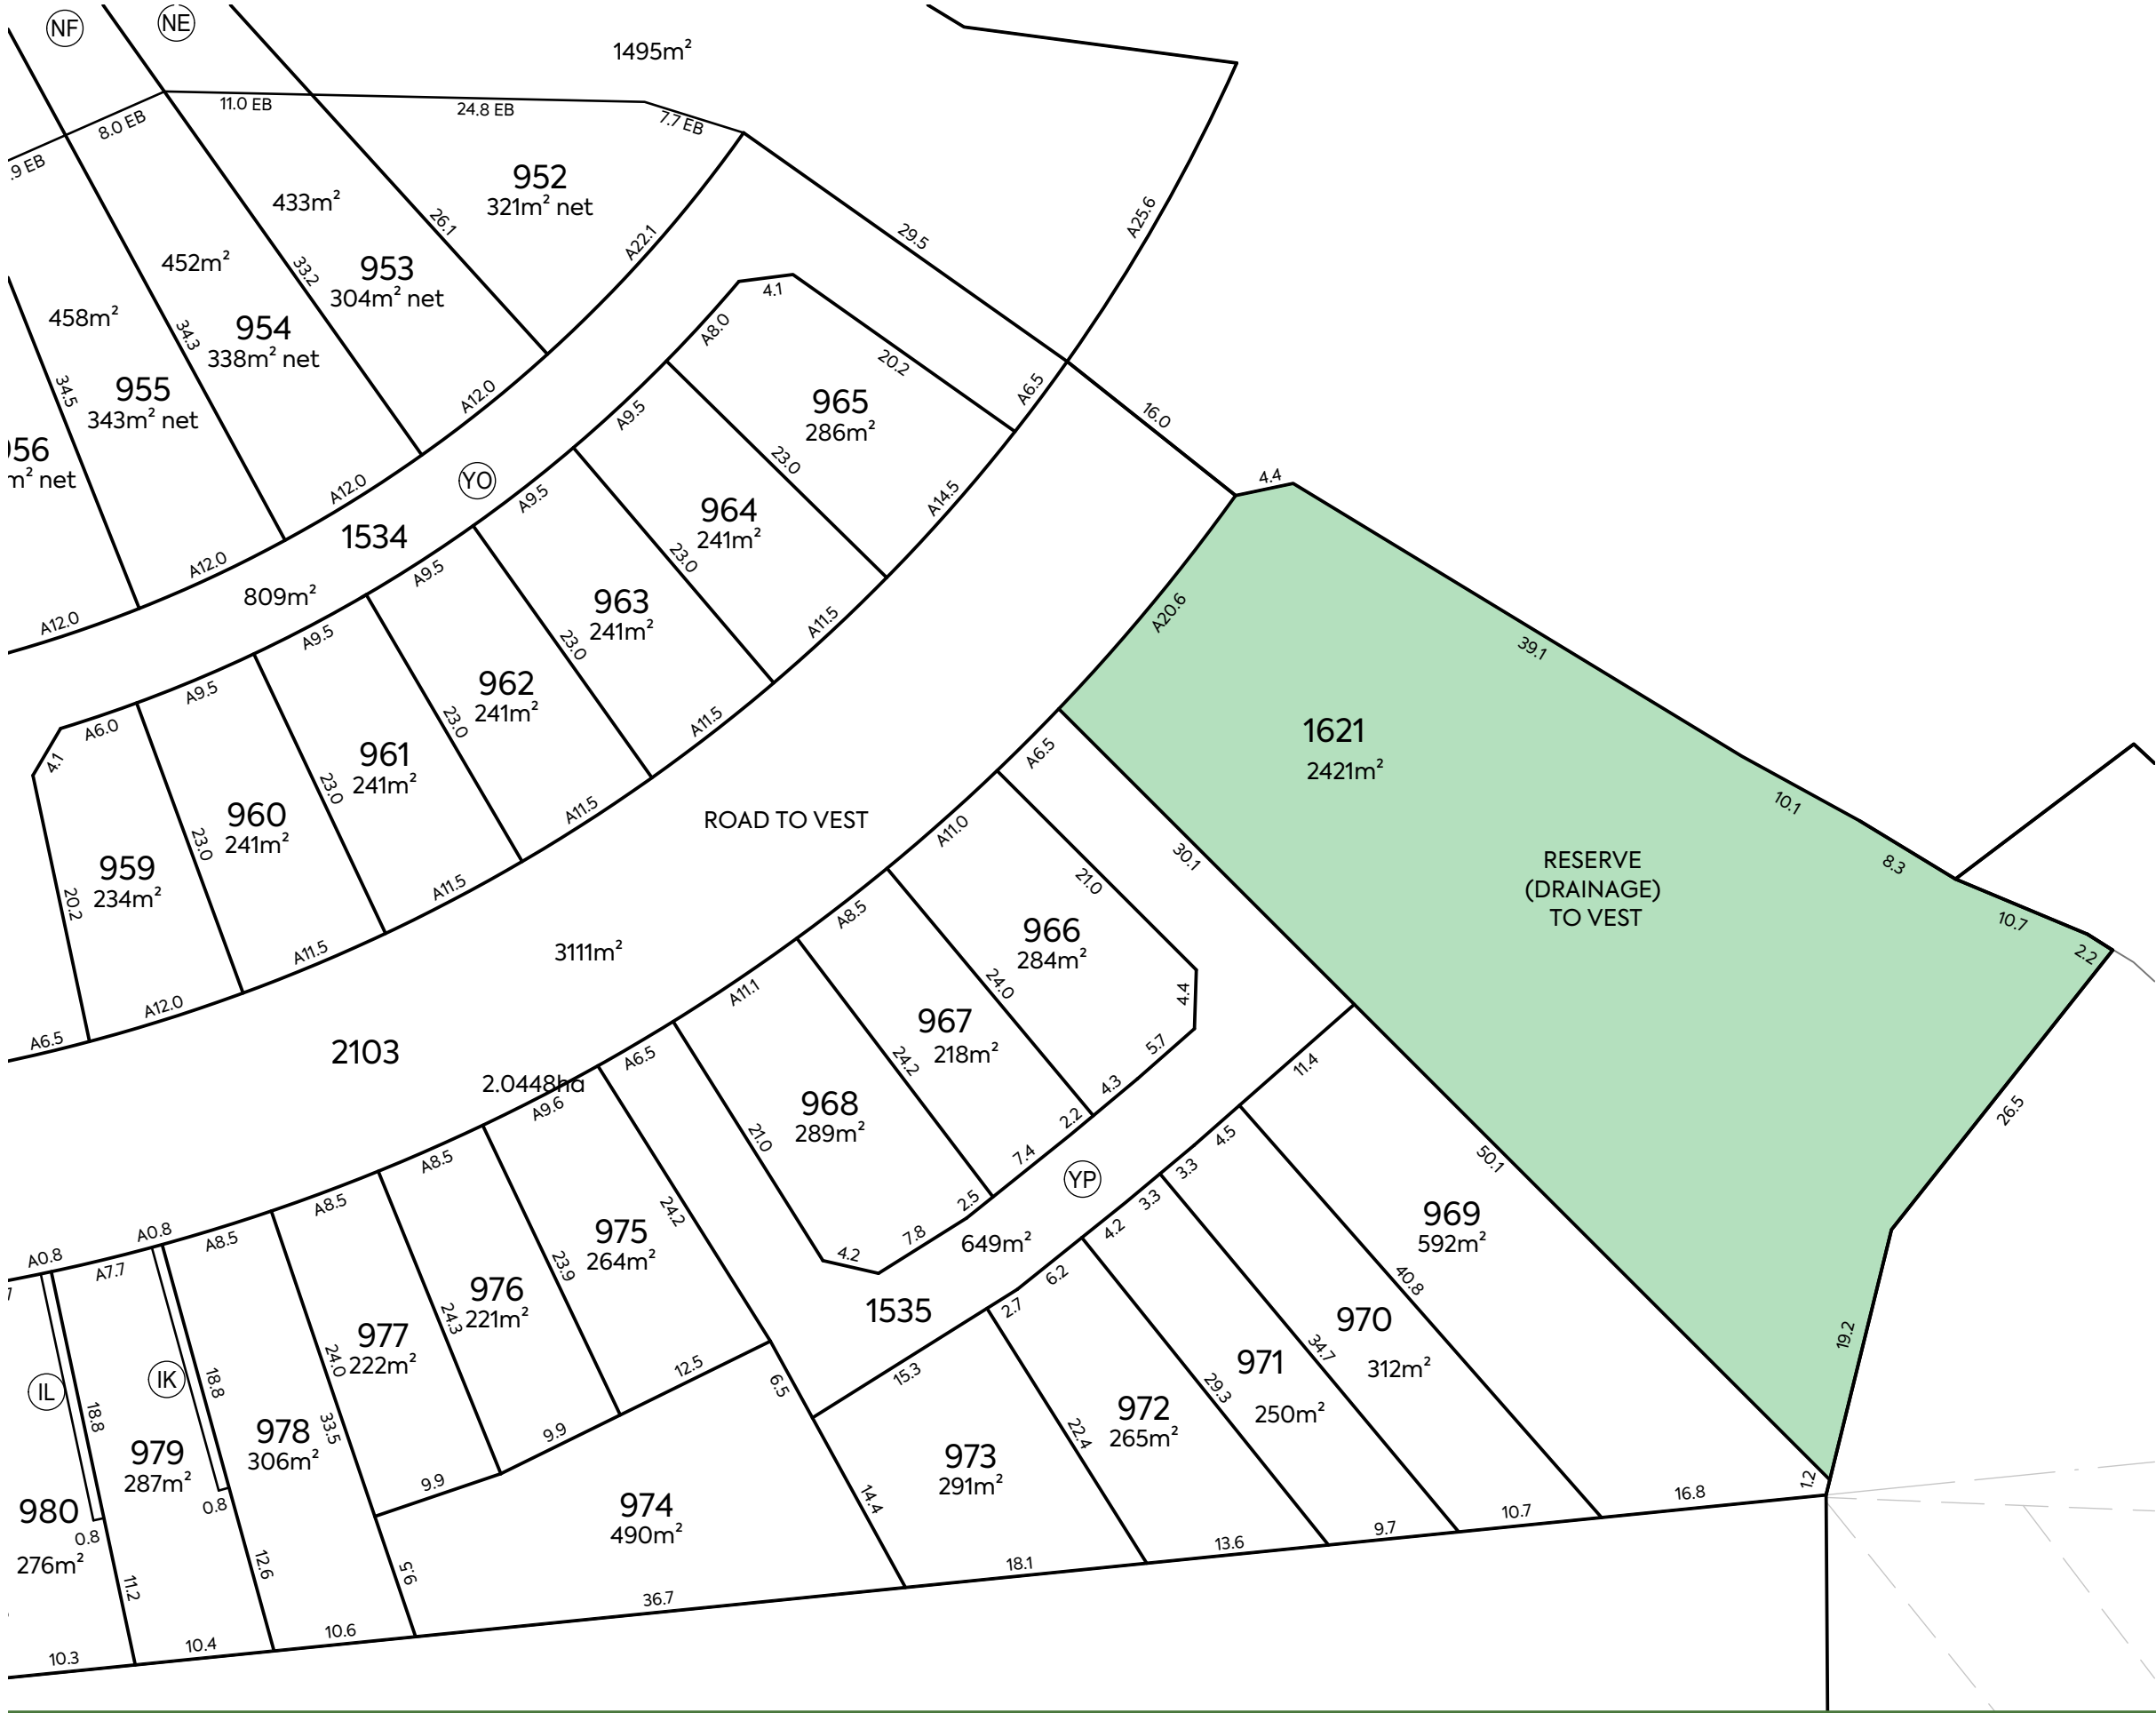 NF
NE
1495m²
11.0 EB
24.8 EB
7.7 EB
8.0 EB
.9 EB
952
321m² net
433m²
26.1
A22.1
29.5
A25.6
452m²
33.2
953
304m² net
458m²
34.3
954
338m² net
4.1
A8.0
20.2
965
286m²
A6.5
16.0
34.5
955
343m² net
A12.0
A9.5
23.0
56
m² net
A12.0
YO
A9.5
964
241m²
A14.5
4.4
1534
A12.0
23.0
809m²
A9.5
963
241m²
A11.5
A20.6
39.1
A12.0
A9.5
23.0
962
241m²
A11.5
1621
2421m²
A6.0
A9.5
23.0
4.1
961
241m²
A11.5
ROAD TO VEST
A6.5
10.1
23.0
960
241m²
A11.0
30.1
8.3
RESERVE
(DRAINAGE)
TO VEST
23.0
959
234m²
A11.5
21.0
A8.5
10.7
20.2
A11.5
3111m²
966
284m²
2.2
A12.0
A11.1
24.0
4.4
A6.5
2103
967
218m²
5.7
24.2
A6.5
2.0448ha
A9.6
4.3
11.4
26.5
968
289m²
2.2
21.0
7.4
4.5
3.3
50.1
A8.5
YP
3.3
A8.5
24.2
2.5
969
592m²
975
264m²
7.8
649m²
4.2
A0.8
A0.8
A8.5
4.2
A7.7
23.9
976
221m²
6.2
40.8
24.3
1535
2.7
970
312m²
977
222m²
24.0
34.7
19.2
971
250m²
IL
IK
18.8
18.8
12.5
6.5
15.3
29.3
978
306m²
33.5
9.9
972
265m²
22.4
979
287m²
973
291m²
9.9
14.4
1.2
980
276m²
0.8
0.8
974
490m²
16.8
10.7
9.7
13.6
18.1
11.2
12.6
9.5
36.7
10.6
10.4
10.3